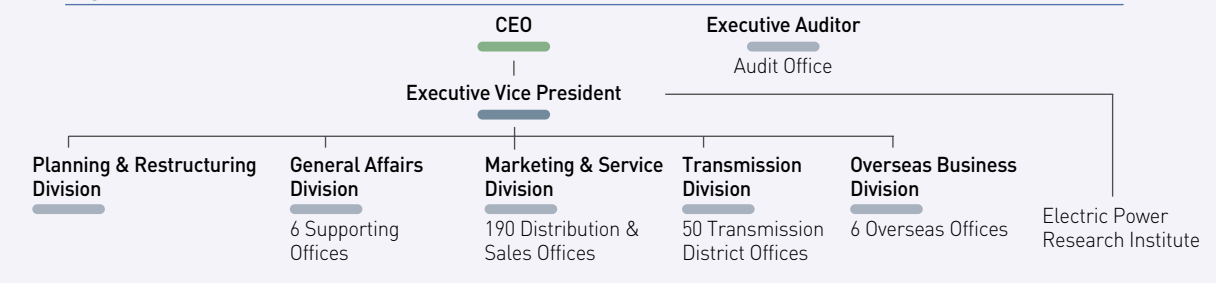 CEO
Executive Auditor
Audit Office
Executive Vice President
Planning & Restructuring
Division
General Affairs
Division
6 Supporting
Offices
Marketing & Service
Division
190 Distribution &
Sales Offices
Transmission
Division
50 Transmission
District Offices
Overseas Business
Division
6 Overseas Offices
Electric Power
Research Institute